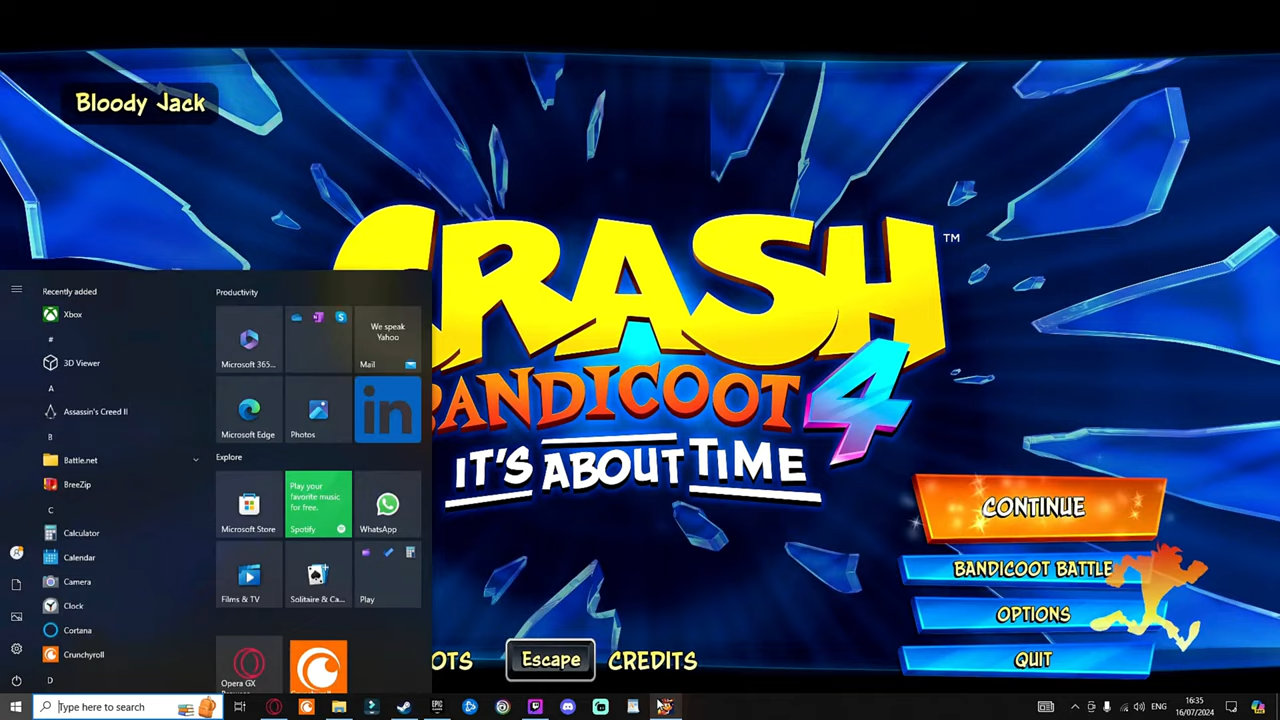 Bloody Jack
CRASH
BANDICOOT 4
IT'S ABOUT TIME
TM
CONTINUE
BANDICOOT BATTLE
OPTIONS
QUIT
OTS
Escape
CREDITS
Recently added
Xbox
#
3D Viewer
A
Assassin's Creed II
B
Battle.net
BreeZip
C
Calculator
Calendar
Camera
Clock
Cortana
Crunchyroll
D
Productivity
Microsoft 365...
We speak
Yahoo
Mail
Microsoft Edge
Photos
in
Explore
Microsoft Store
Play your
favorite music
for free.
Spotify
WhatsApp
Films & TV
Solitaire & Ca...
Play
Opera GX
Type here to search
ENG
16:35
16/07/2024